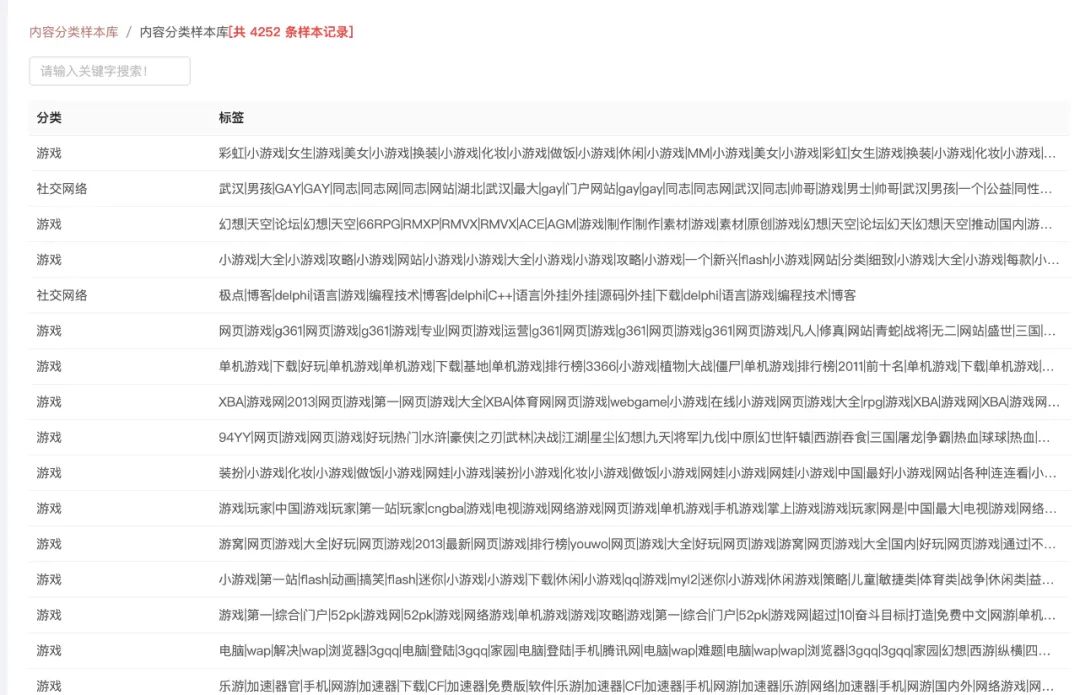 内容分类样本库 / 内容分类样本库[共 4252 条样本记录]
请输入关键字搜索!
分类 标签
游戏 彩虹|小游戏|女生|游戏|美女|小游戏|换装|小游戏|化妆|小游戏|做饭|小游戏|休闲|小游戏|MM|小游戏|美女|小游戏|彩虹|女生|游戏|换装|小游戏|化妆|小游戏|...
社交网络 武汉|男孩|GAY|GAY|同志|同志网|同志|网站|湖北|武汉|最大|gay|门户网站|gay|gay|同志|同志网|武汉|同志|帅哥|游戏|男士|帅哥|武汉|男孩|一个|公益|同性...
游戏 幻想|天空|论坛|幻想|天空|66RPG|RMXP|RMVX|RMVX|ACE|AGM|游戏|制作|制作|素材|游戏|素材|原创|游戏|幻想|天空|论坛|幻天|幻想|天空|推动|国内|游...
游戏 小游戏|大全|小游戏|攻略|小游戏|网站|小游戏|小游戏|大全|小游戏|小游戏|攻略|小游戏|一个|新兴|flash|小游戏|网站|分类|细致|小游戏|大全|小游戏|每款|小...
社交网络 极点|博客|delphi|语言|游戏|编程技术|博客|delphi|C++|语言|外挂|外挂|源码|外挂|下载|delphi|语言|游戏|编程技术|博客
游戏 网页|游戏|g361|网页|游戏|g361|游戏|专业|网页|游戏|运营|g361|网页|游戏|g361|网页|游戏|g361|网页|游戏|凡人|修真|网站|青蛇|战将|无二|网站|盛世|三国|...
游戏 单机游戏|下载|好玩|单机游戏|单机游戏|下载|基地|单机游戏|排行榜|3366|小游戏|植物|大战|僵尸|单机游戏|排行榜|2011|前十名|单机游戏|下载|单机游戏|...
游戏 XBA|游戏网|2013|网页|游戏|第一|网页|游戏|大全|XBA|体育网|网页|游戏|webgame|小游戏|在线|小游戏|网页|游戏|大全|rpg|游戏|XBA|游戏网|XBA|游戏网...
游戏 94YY|网页|游戏|网页|游戏|好玩|热门|水浒|豪侠|之刃|武林|决战|江湖|星尘|幻想|九天|将军|九伐|中原|幻世|轩辕|西游|吞食|三国|屠龙|争霸|热血|球球|热血|...
游戏 装扮|小游戏|化妆|小游戏|做饭|小游戏|网娃|小游戏|装扮|小游戏|化妆|小游戏|做饭|小游戏|网娃|小游戏|网娃|小游戏|中国|最好|小游戏|网站|各种|连连看|小...
游戏 游戏|玩家|中国|游戏|玩家|第一站|玩家|cngba|游戏|电视|游戏|网络游戏|网页|游戏|单机游戏|手机游戏|掌上|游戏|游戏|玩家|网是|中国|最大|电视|游戏|网络...
游戏 游窝|网页|游戏|大全|好玩|网页|游戏|2013|最新|网页|游戏|排行榜|youwo|网页|游戏|大全|好玩|网页|游戏|游窝|网页|游戏|大全|国内|好玩|网页|游戏|通过|不...
游戏 小游戏|第一站|flash|动画|搞笑|flash|迷你|小游戏|小游戏|下载|休闲|小游戏|qq|游戏|myl2|迷你|小游戏|休闲游戏|策略|儿童|敏捷类|体育类|战争|休闲类|益...
游戏 游戏|第一|综合|门户|52pk|游戏网|52pk|游戏|网络游戏|单机游戏|游戏|攻略|游戏|第一|综合|门户|52pk|游戏网|超过|10|奋斗目标|打造|免费中文|网游|单机...
游戏 电脑|wap|解决|wap|浏览器|3gqq|电脑|登陆|3gqq|家园|电脑|登陆|手机|腾讯网|电脑|wap|难题|电脑|wap|wap|浏览器|3gqq|3gqq|家园|幻想|西游|纵横|四...
游戏 乐游|加速|器官|手机|网游|加速器|下载|CF|加速器|免费版|软件|乐游|加速器|CF|加速器|手机|网游|加速器|乐游|网络|加速器|手机|网游|国内外|网络游戏|网...